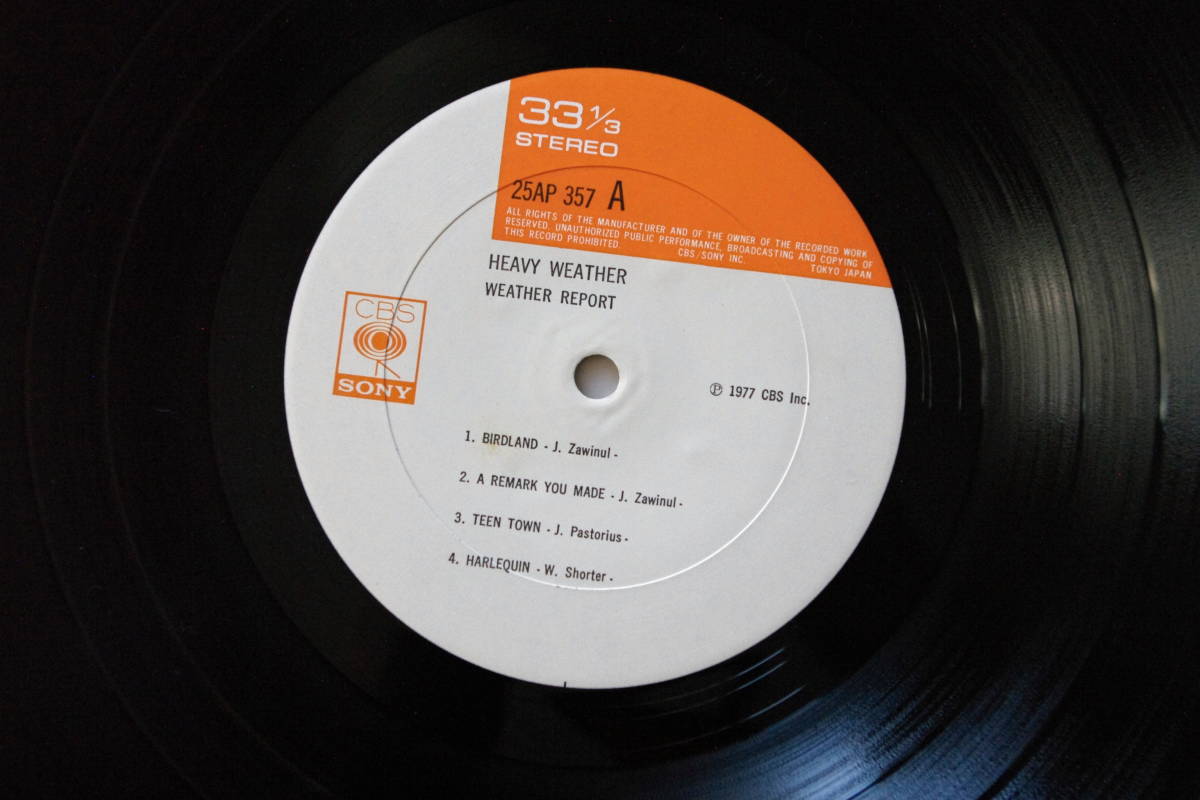 33 1/3
STEREO
25AP 357 A
ALL RIGHTS OF THE MANUFACTURER AND OF THE OWNER OF THE RECORDED WORK
RESERVED. UNAUTHORIZED PUBLIC PERFORMANCE, BROADCASTING AND COPYING OF
THIS RECORD PROHIBITED. CBS/SONY INC. TOKYO JAPAN
HEAVY WEATHER
WEATHER REPORT
CBS
SONY
℗ 1977 CBS Inc.
1. BIRDLAND - J. Zawinul -
2. A REMARK YOU MADE - J. Zawinul -
3. TEEN TOWN - J. Pastorius -
4. HARLEQUIN - W. Shorter -